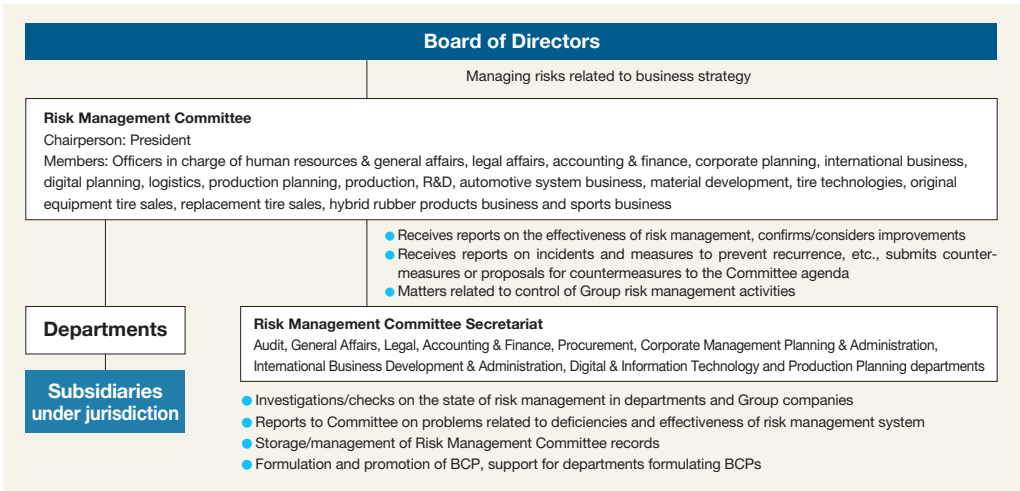 Board of Directors
Managing risks related to business strategy
Risk Management Committee
Chairperson: President
Members: Officers in charge of human resources & general affairs, legal affairs, accounting & finance, corporate planning, international business,
digital planning, logistics, production planning, production, R&D, automotive system business, material development, tire technologies, original
equipment tire sales, replacement tire sales, hybrid rubber products business and sports business
● Receives reports on the effectiveness of risk management, confirms/considers improvements
● Receives reports on incidents and measures to prevent recurrence, etc., submits counter-
measures or proposals for countermeasures to the Committee agenda
● Matters related to control of Group risk management activities
Departments
Subsidiaries
under jurisdiction
Risk Management Committee Secretariat
Audit, General Affairs, Legal, Accounting & Finance, Procurement, Corporate Management Planning & Administration,
International Business Development & Administration, Digital & Information Technology and Production Planning departments
● Investigations/checks on the state of risk management in departments and Group companies
● Reports to Committee on problems related to deficiencies and effectiveness of risk management system
● Storage/management of Risk Management Committee records
● Formulation and promotion of BCP, support for departments formulating BCPs